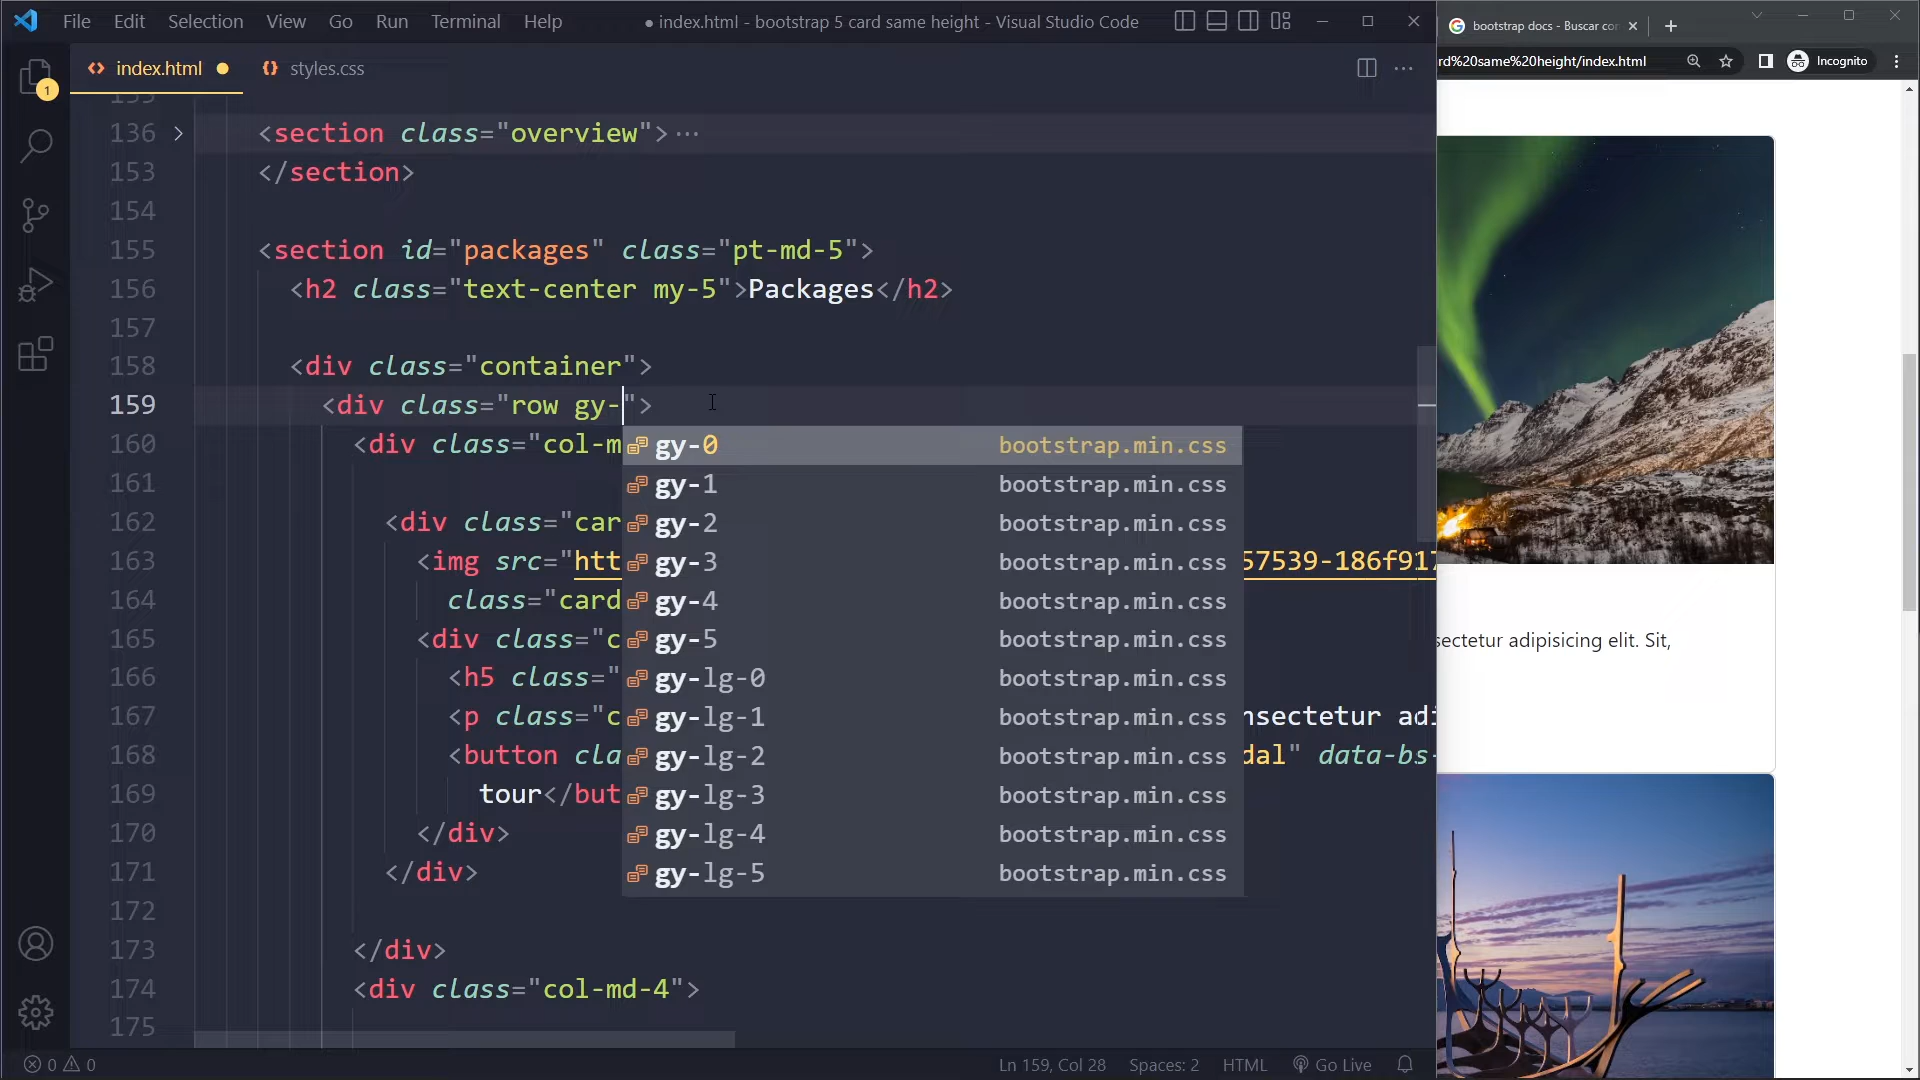 File Edit Selection View Go Run Terminal Help
● index.html - bootstrap 5 card same height - Visual Studio Code
bootstrap docs - Buscar con
index.html ●
styles.css
rd%20same%20height/index.html
Incognito
1
136 <section class="overview">...
153 </section>
154
155 <section id="packages" class="pt-md-5">
156 <h2 class="text-center my-5">Packages</h2>
157
158 <div class="container">
159 <div class="row gy-">
160 <div class="col-m
161
162 <div class="car
163 <img src="htt 57539-186f917
164 class="card
165 <div class="c
166 <h5 class="
167 <p class="c nsectetur adi
168 <button cla dal" data-bs-
169 tour</but
170 </div>
171 </div>
172
173 </div>
174 <div class="col-md-4">
175
gy-0 bootstrap.min.css
gy-1 bootstrap.min.css
gy-2 bootstrap.min.css
gy-3 bootstrap.min.css
gy-4 bootstrap.min.css
gy-5 bootstrap.min.css
gy-lg-0 bootstrap.min.css
gy-lg-1 bootstrap.min.css
gy-lg-2 bootstrap.min.css
gy-lg-3 bootstrap.min.css
gy-lg-4 bootstrap.min.css
gy-lg-5 bootstrap.min.css
sectetur adipisicing elit. Sit,
0 0
Ln 159, Col 28 Spaces: 2 HTML Go Live